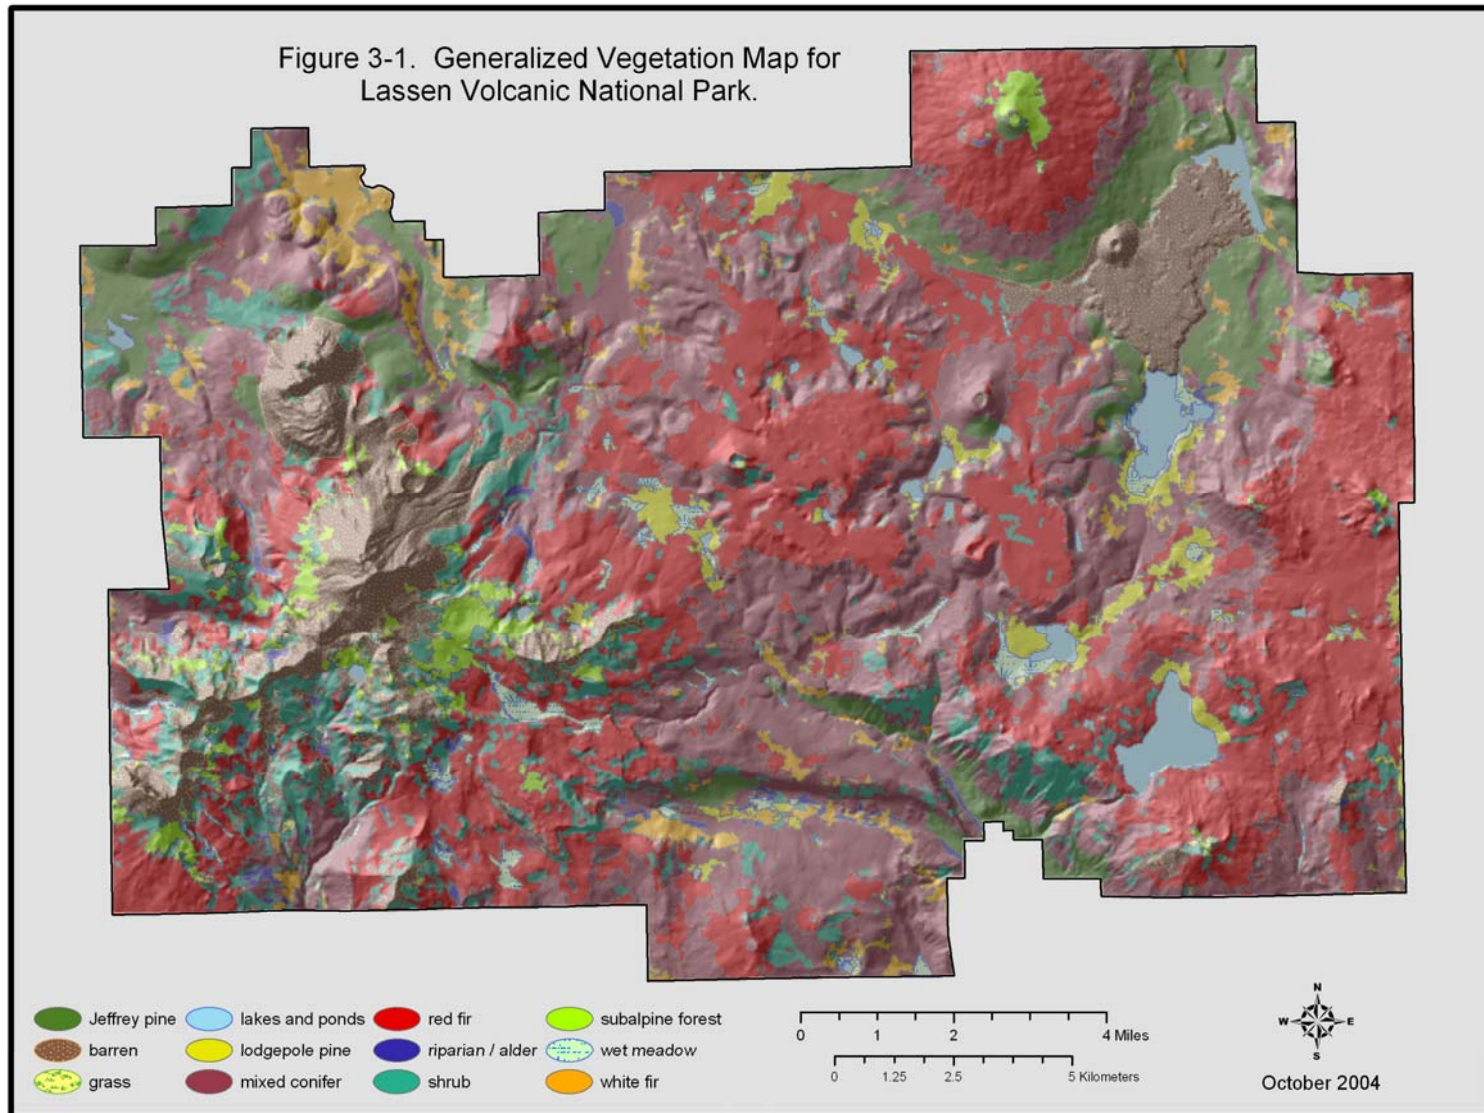 Figure 3-1. Generalized Vegetation Map for
Lassen Volcanic National Park.
Jeffrey pine
lakes and ponds
red fir
subalpine forest
barren
lodgepole pine
riparian / alder
wet meadow
grass
mixed conifer
shrub
white fir
0 1 2 4 Miles
0 1.25 2.5 5 Kilometers
N
W E
S
October 2004